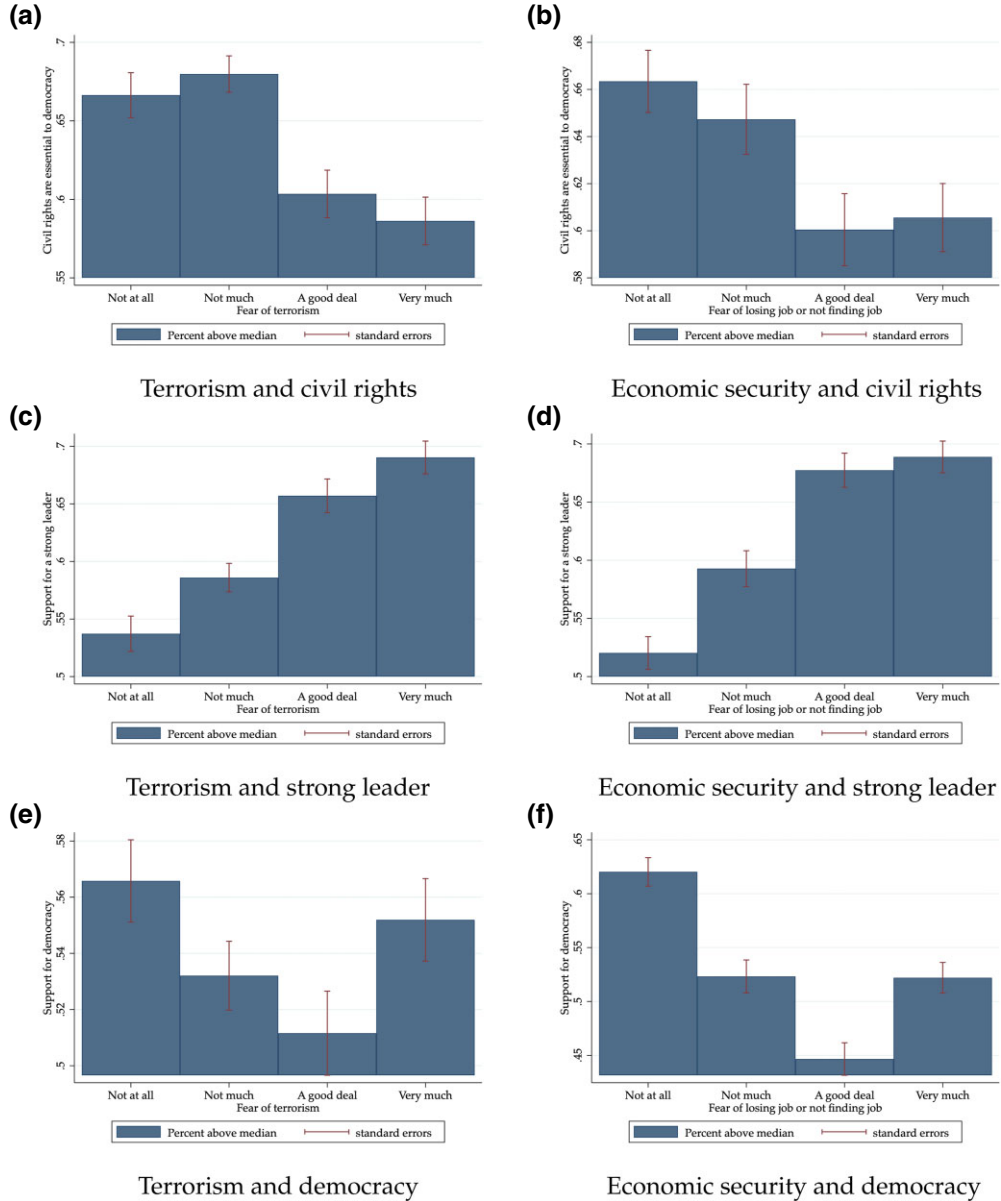 (a)
Civil rights are essential to democracy
.7
.65
.6
.55
Not at all Not much A good deal Very much
Fear of terrorism
Percent above median standard errors
Terrorism and civil rights
(b)
Civil rights are essential to democracy
.68
.66
.64
.62
.6
.58
Not at all Not much A good deal Very much
Fear of losing job or not finding job
Percent above median standard errors
Economic security and civil rights
(c)
Support for a strong leader
.7
.65
.6
.55
.5
Not at all Not much A good deal Very much
Fear of terrorism
Percent above median standard errors
Terrorism and strong leader
(d)
Support for a strong leader
.7
.65
.6
.55
.5
Not at all Not much A good deal Very much
Fear of losing job or not finding job
Percent above median standard errors
Economic security and strong leader
(e)
Support for democracy
.58
.56
.54
.52
.5
Not at all Not much A good deal Very much
Fear of terrorism
Percent above median standard errors
Terrorism and democracy
(f)
Support for democracy
.65
.6
.55
.5
.45
Not at all Not much A good deal Very much
Fear of losing job or not finding job
Percent above median standard errors
Economic security and democracy